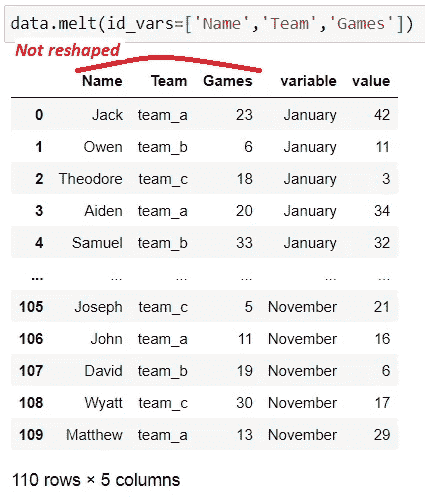 data.melt(id_vars=['Name','Team','Games'])
Not reshaped
Name Team Games variable value
0 Jack team_a 23 January 42
1 Owen team_b 6 January 11
2 Theodore team_c 18 January 3
3 Aiden team_a 20 January 34
4 Samuel team_b 33 January 32
... ... ... ... ... ...
105 Joseph team_c 5 November 21
106 John team_a 11 November 16
107 David team_b 19 November 6
108 Wyatt team_c 30 November 17
109 Matthew team_a 13 November 29
110 rows × 5 columns